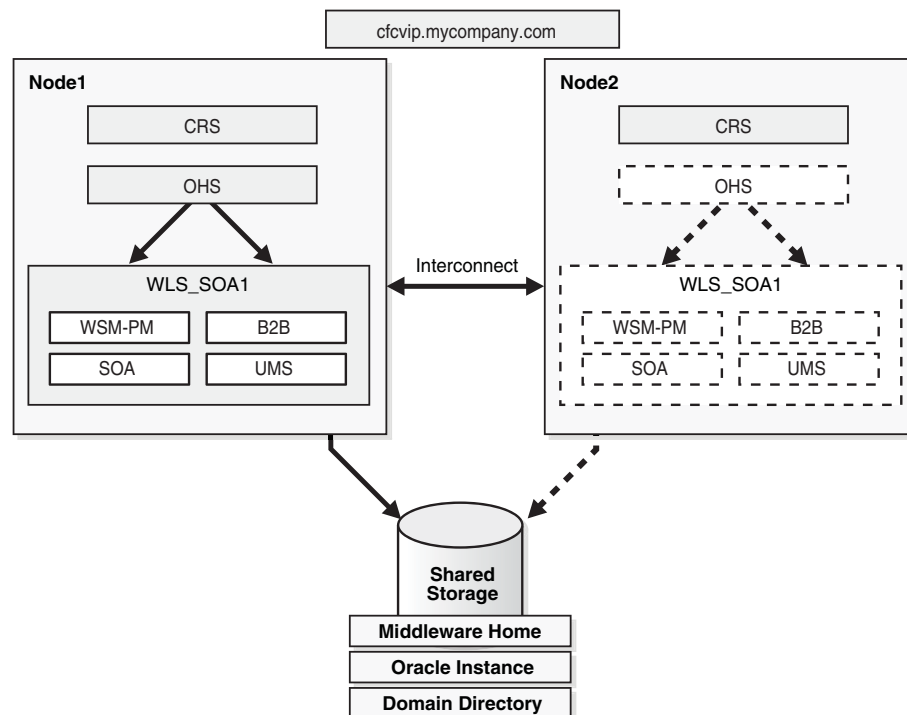 cfcvip.mycompany.com
Node1
CRS
OHS
WLS_SOA1
WSM-PM
B2B
SOA
UMS
Interconnect
Node2
CRS
OHS
WLS_SOA1
WSM-PM
B2B
SOA
UMS
Shared
Storage
Middleware Home
Oracle Instance
Domain Directory